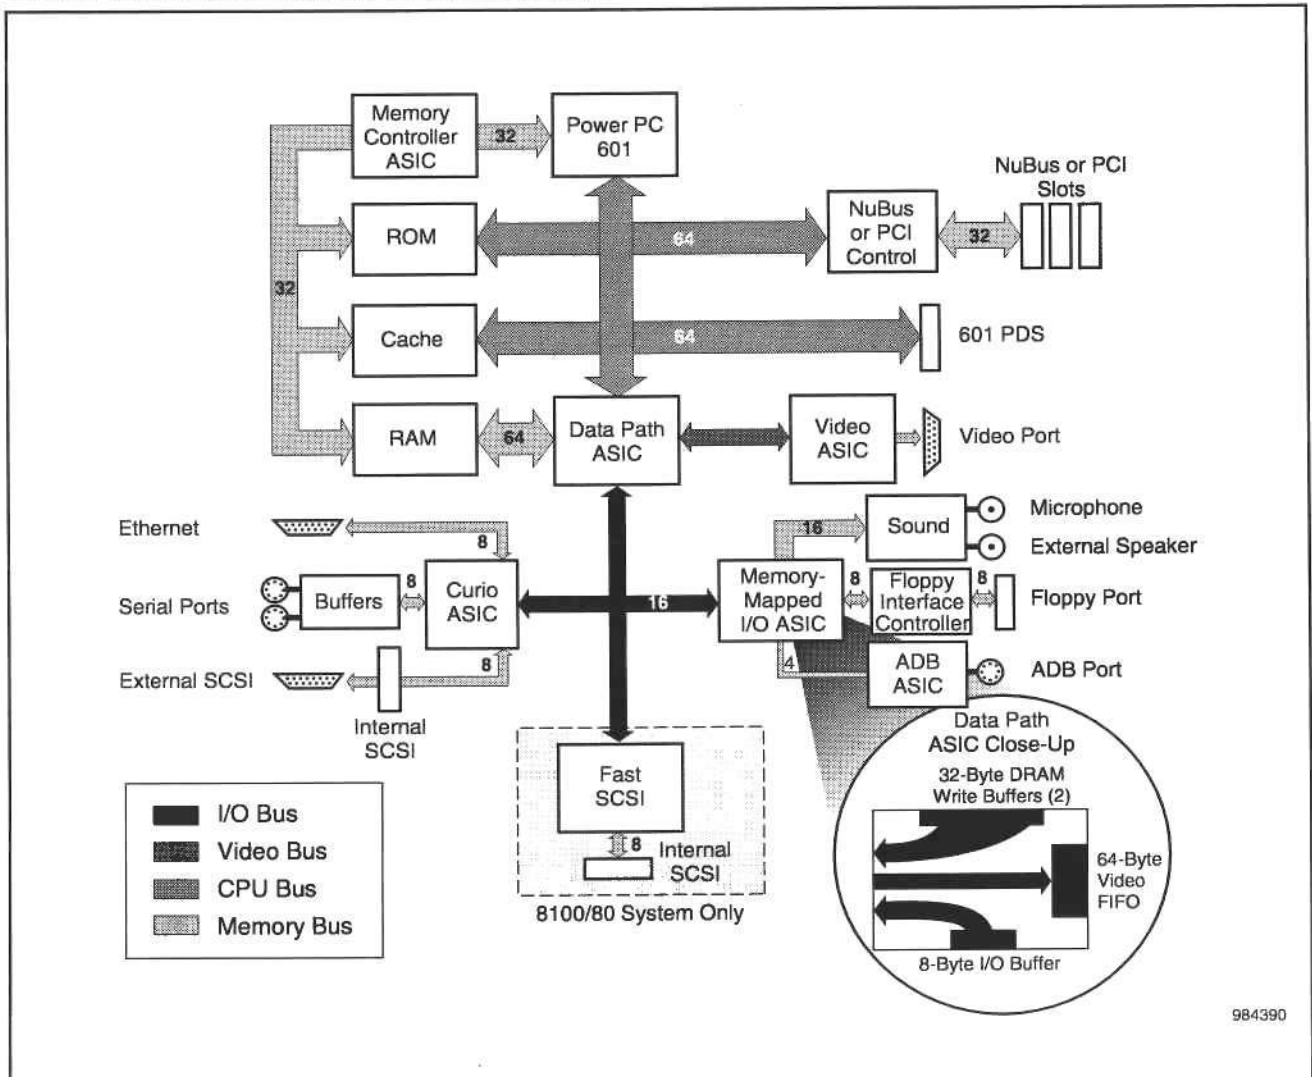 Memory
Controller
ASIC
32
Power PC
601
NuBus or PCI
Slots
ROM
64
NuBus
or PCI
Control
32
32
Cache
64
601 PDS
RAM
64
Data Path
ASIC
Video
ASIC
Video Port
Ethernet
8
16
Sound
Microphone
External Speaker
Serial Ports
Buffers
8
Curio
ASIC
16
Memory-
Mapped
I/O ASIC
8
Floppy
Interface
Controller
8
Floppy Port
External SCSI
8
Internal
SCSI
4
ADB
ASIC
ADB Port
Fast
SCSI
8
Internal
SCSI
8100/80 System Only
I/O Bus
Video Bus
CPU Bus
Memory Bus
Data Path
ASIC Close-Up
32-Byte DRAM
Write Buffers (2)
64-Byte
Video
FIFO
8-Byte I/O Buffer
984390